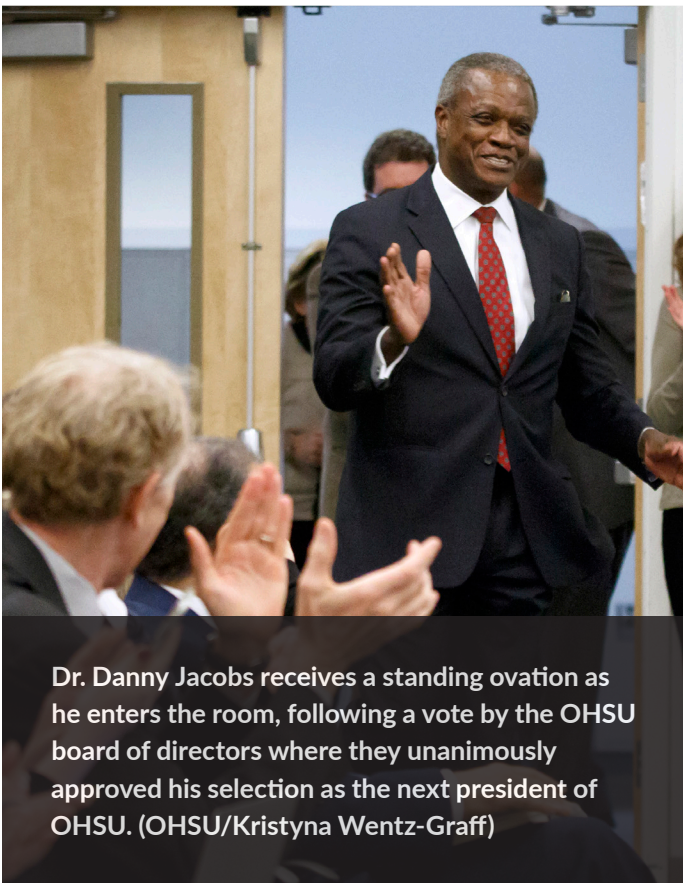 Dr. Danny Jacobs receives a standing ovation as
he enters the room, following a vote by the OHSU
board of directors where they unanimously
approved his selection as the next president of
OHSU. (OHSU/Kristyna Wentz-Graff)